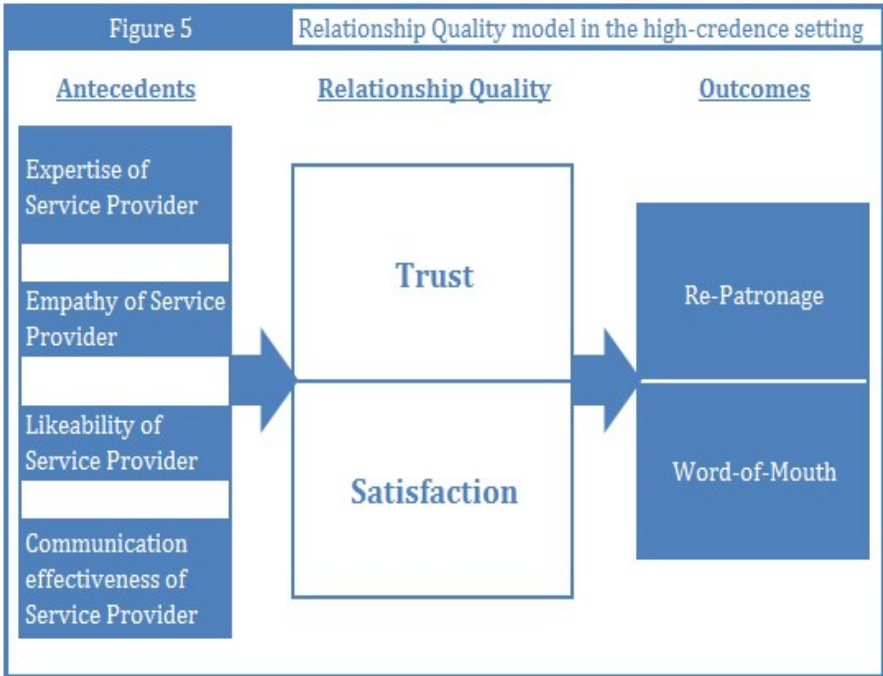 Figure 5
Relationship Quality model in the high-credence setting
Antecedents
Relationship Quality
Outcomes
Expertise of
Service Provider
Empathy of Service
Provider
Likeability of
Service Provider
Communication
effectiveness of
Service Provider
Trust
Satisfaction
Re-Patronage
Word-of-Mouth